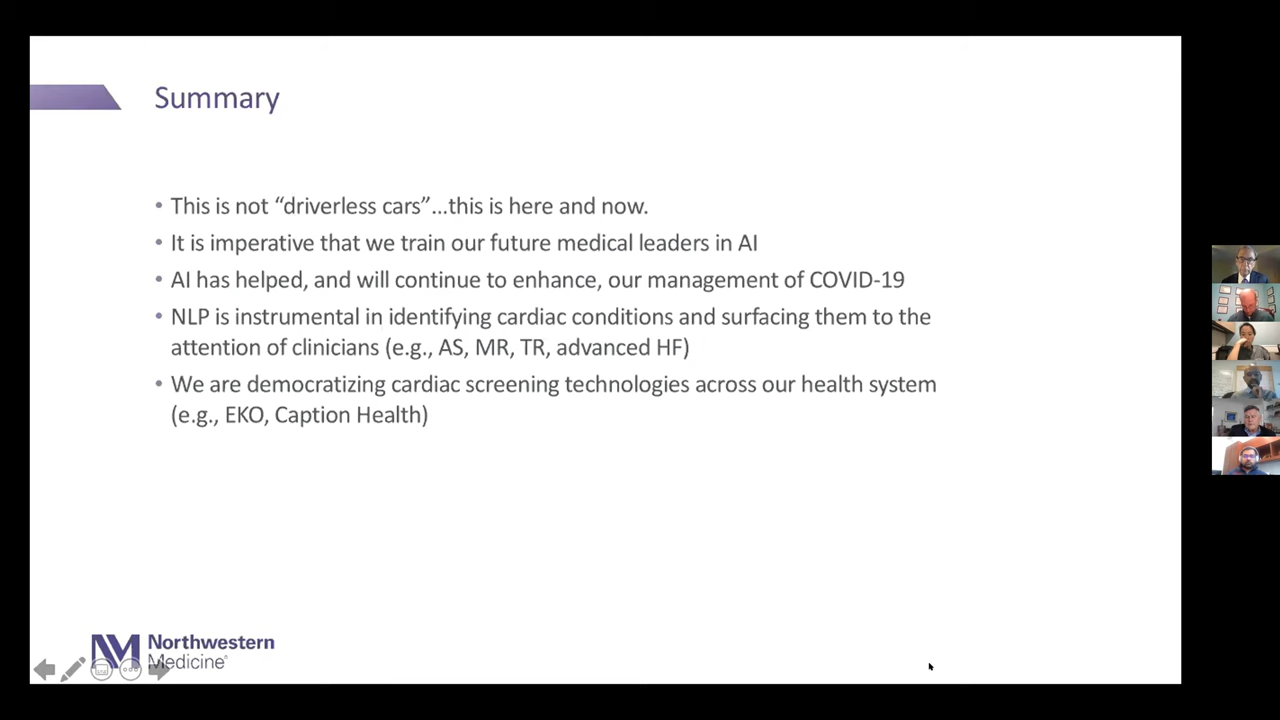 Summary
• This is not “driverless cars”...this is here and now.
• It is imperative that we train our future medical leaders in AI
• AI has helped, and will continue to enhance, our management of COVID-19
• NLP is instrumental in identifying cardiac conditions and surfacing them to the
attention of clinicians (e.g., AS, MR, TR, advanced HF)
• We are democratizing cardiac screening technologies across our health system
(e.g., EKO, Caption Health)
NM Northwestern
Medicine®